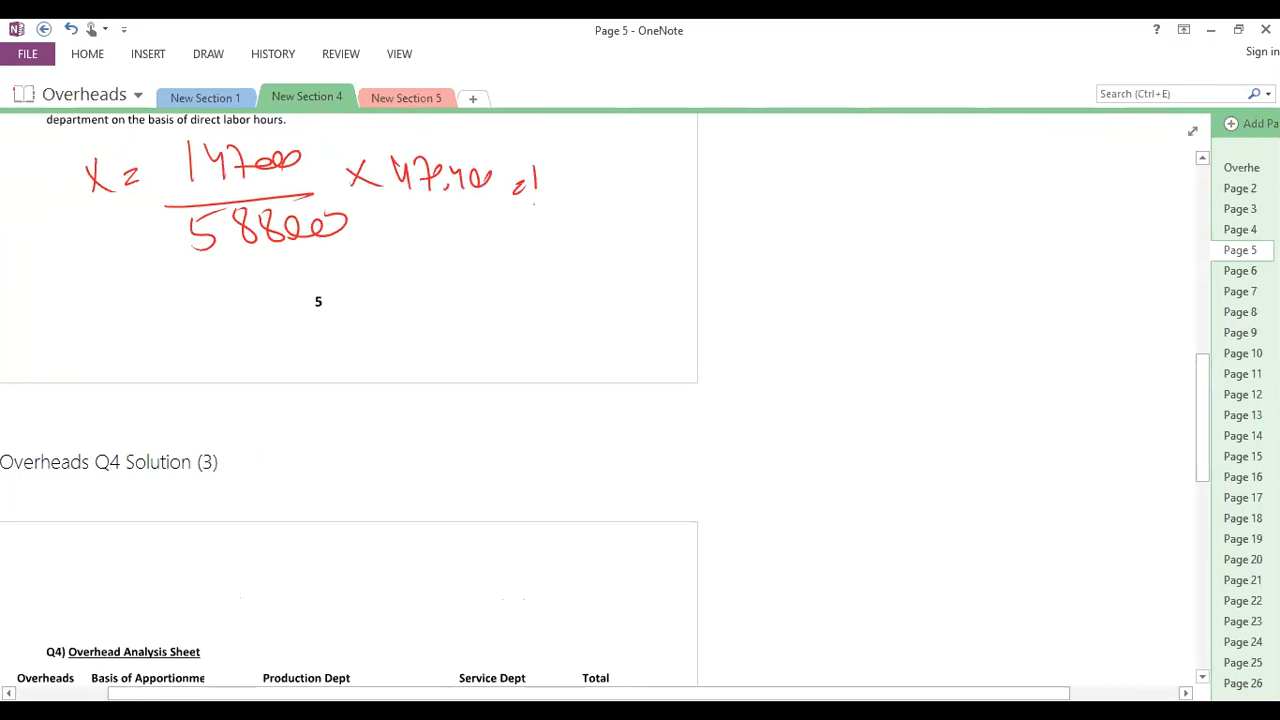 Page 5 - OneNote
?
FILE HOME INSERT DRAW HISTORY REVIEW VIEW
Sign in
Overheads New Section 1 New Section 4 New Section 5 +
Search (Ctrl+E)
Add Pa
department on the basis of direct labor hours.
X = 147000 × 47,400 =1
588000
5
Overheads Q4 Solution (3)
Q4) Overhead Analysis Sheet
Overheads Basis of Apportionme Production Dept Service Dept Total
Overhe
Page 2
Page 3
Page 4
Page 5
Page 6
Page 7
Page 8
Page 9
Page 10
Page 11
Page 12
Page 13
Page 14
Page 15
Page 16
Page 17
Page 18
Page 19
Page 20
Page 21
Page 22
Page 23
Page 24
Page 25
Page 26